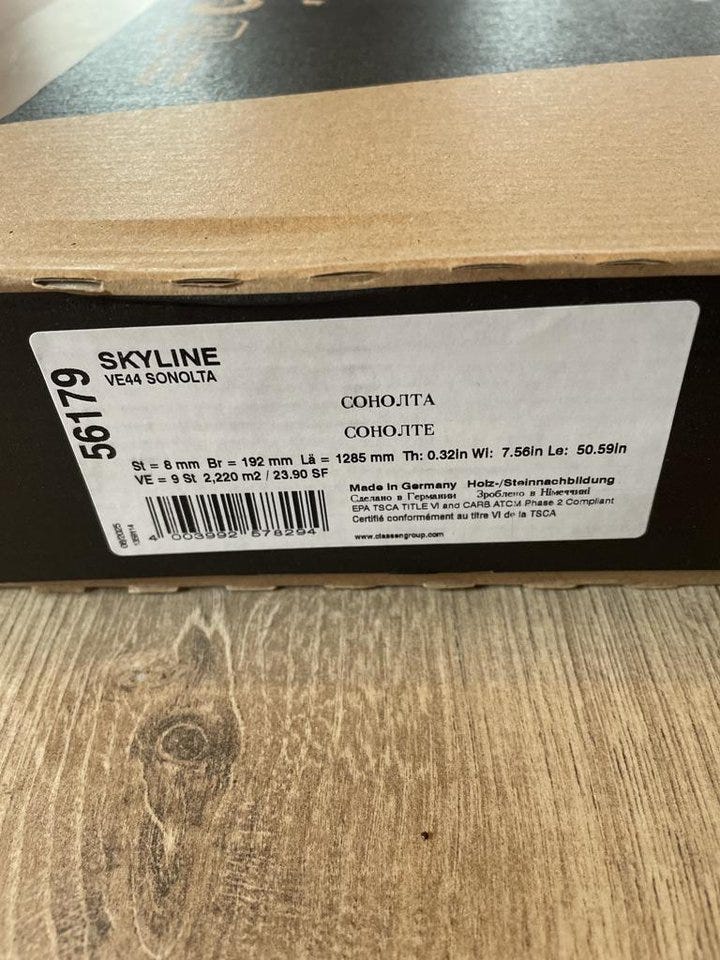 56179
SKYLINE
VE44 SONOLTA
СОНОЛТА
СОНОЛТЕ
St = 8 mm Br = 192 mm Lä = 1285 mm Th: 0.32in Wi: 7.56in Le: 50.59in
VE = 9 St 2,220 m2 / 23.90 SF
Made in Germany Holz-/Steinnachbildung
Сделано в Германии Зроблено в Німеччині
EPA TSCA TITLE VI and CARB ATCM Phase 2 Compliant
Certifié conformément au titre VI de la TSCA
www.classengroup.com
4 003992 578294